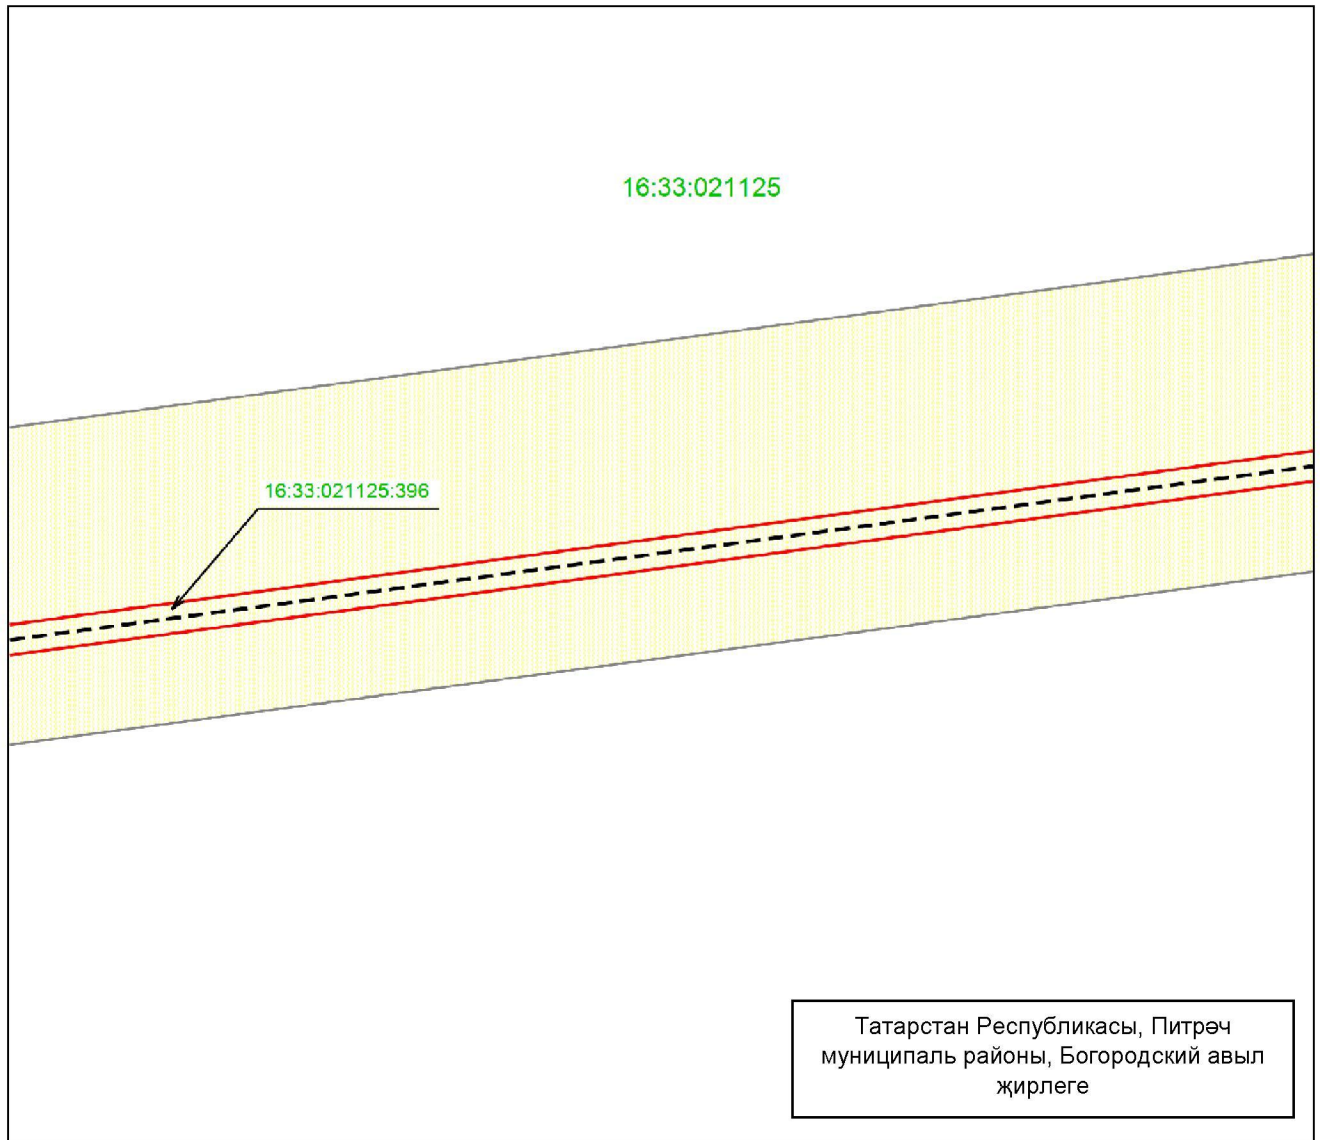 16:33:021125
16:33:021125:396
Татарстан Республикасы, Питрәч
муниципаль районы, Богородский авыл
җирлеге